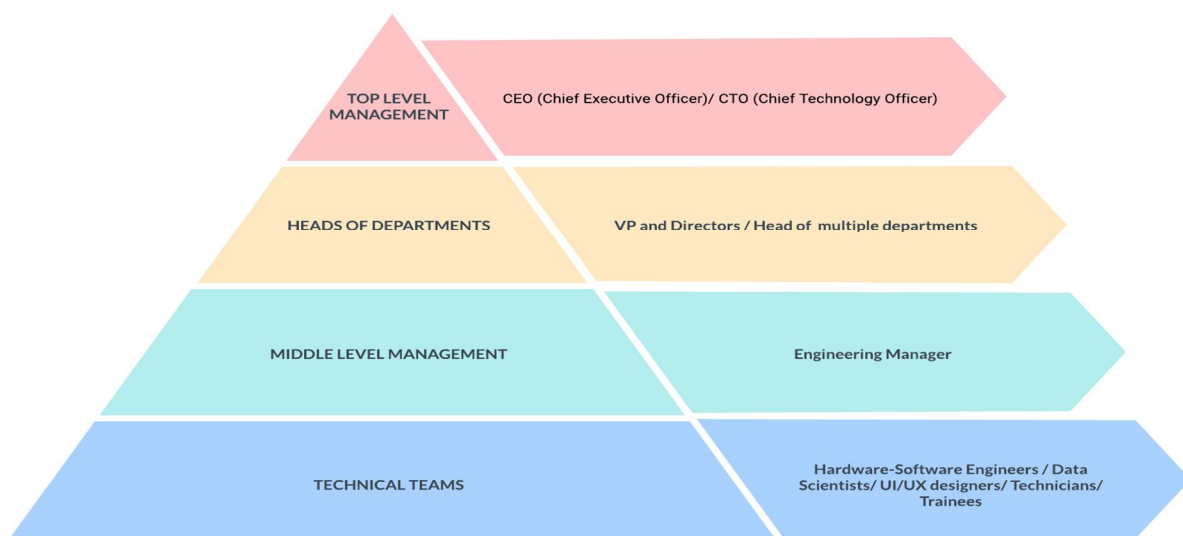 TOP LEVEL
MANAGEMENT
CEO (Chief Executive Officer)/ CTO (Chief Technology Officer)
HEADS OF DEPARTMENTS
VP and Directors / Head of multiple departments
MIDDLE LEVEL MANAGEMENT
Engineering Manager
TECHNICAL TEAMS
Hardware-Software Engineers / Data
Scientists/ UI/UX designers/ Technicians/
Trainees